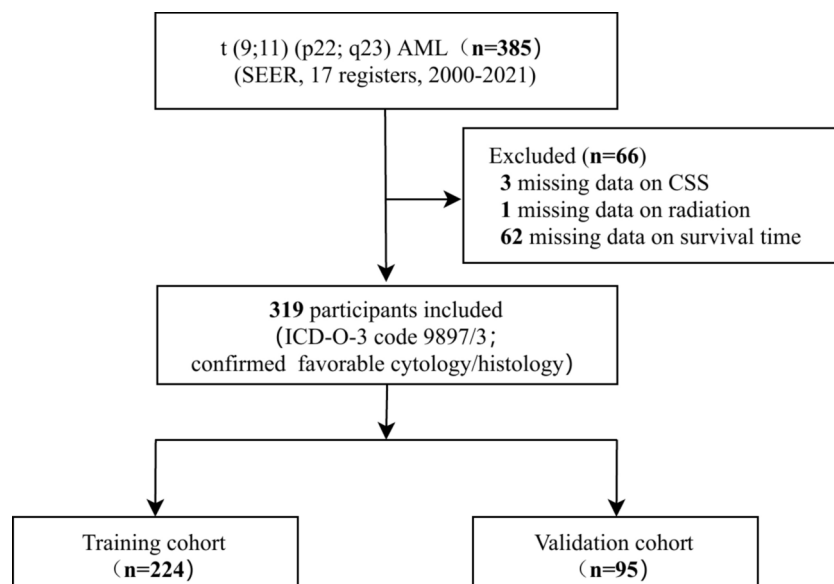 t (9;11) (p22; q23) AML（n=385）
(SEER, 17 registers, 2000-2021)
Excluded (n=66)
3 missing data on CSS
1 missing data on radiation
62 missing data on survival time
319 participants included
（ICD-O-3 code 9897/3；
confirmed favorable cytology/histology）
Training cohort
（n=224）
Validation cohort
（n=95）